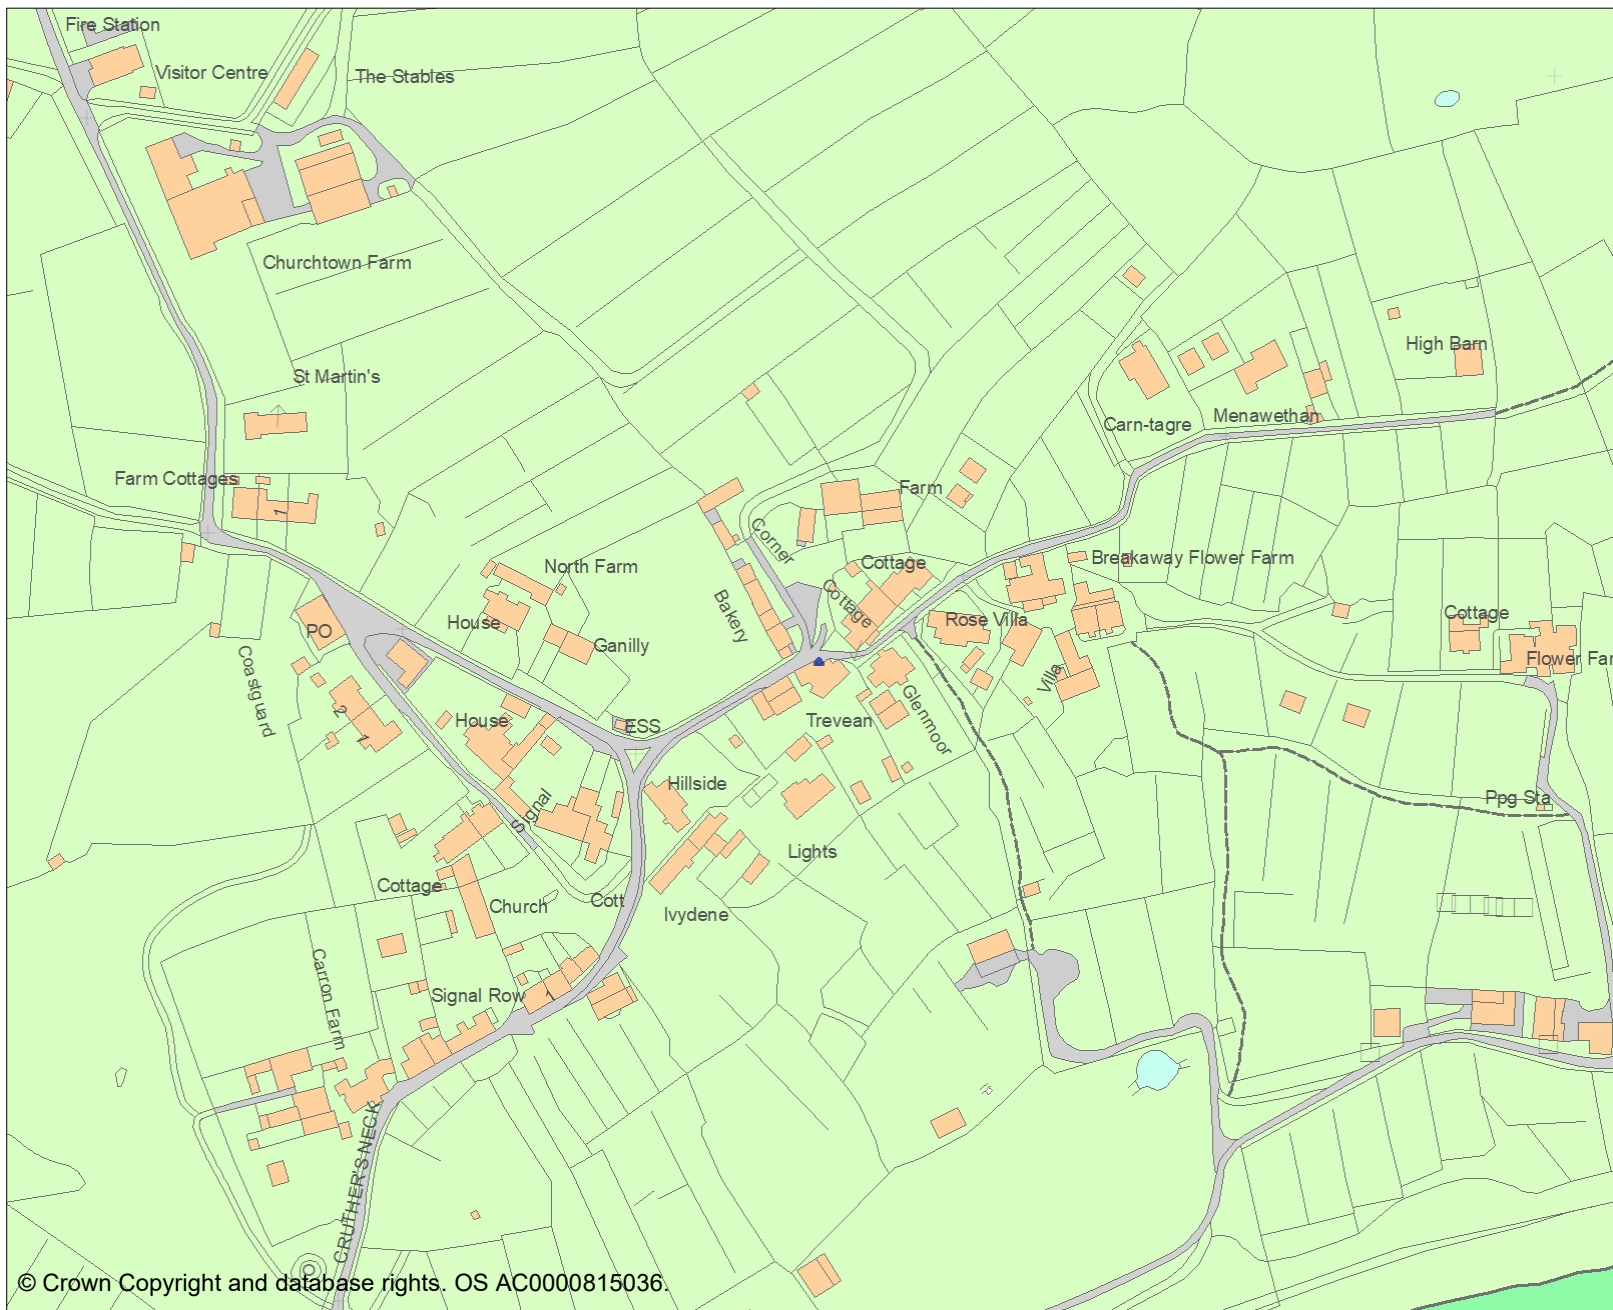 Fire Station
Visitor Centre
The Stables
Churchtown Farm
St Martin's
High Barn
Menawethan
Carn-tagre
Farm Cottages
1
Farm
Corner
Breakaway Flower Farm
Cottage
North Farm
Cottage
Bakery
Cottage
House
Rose Villa
PO
Ganilly
Flower Far
Villa
Coastguard
2
1
House
ESS
Trevean
Glenmoor
Hillside
Ppg Sta
Signal
Lights
Cottage
Church
Cott
Ivydene
Carron Farm
Signal Row
1
CRUTHER'S NECK
© Crown Copyright and database rights. OS AC0000815036.